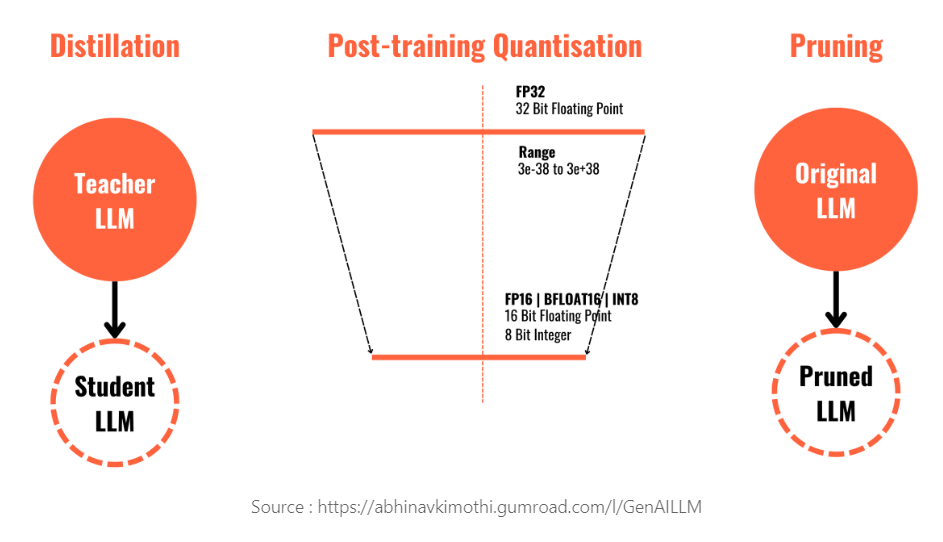 Distillation
Post-training Quantisation
Pruning
FP32
32 Bit Floating Point
Range
3e-38 to 3e+38
Teacher
LLM
Original
LLM
FP16 | BFLOAT16 | INT8
16 Bit Floating Point
8 Bit Integer
Student
LLM
Pruned
LLM
Source : https://abhinavkimothi.gumroad.com/l/GenAILLM